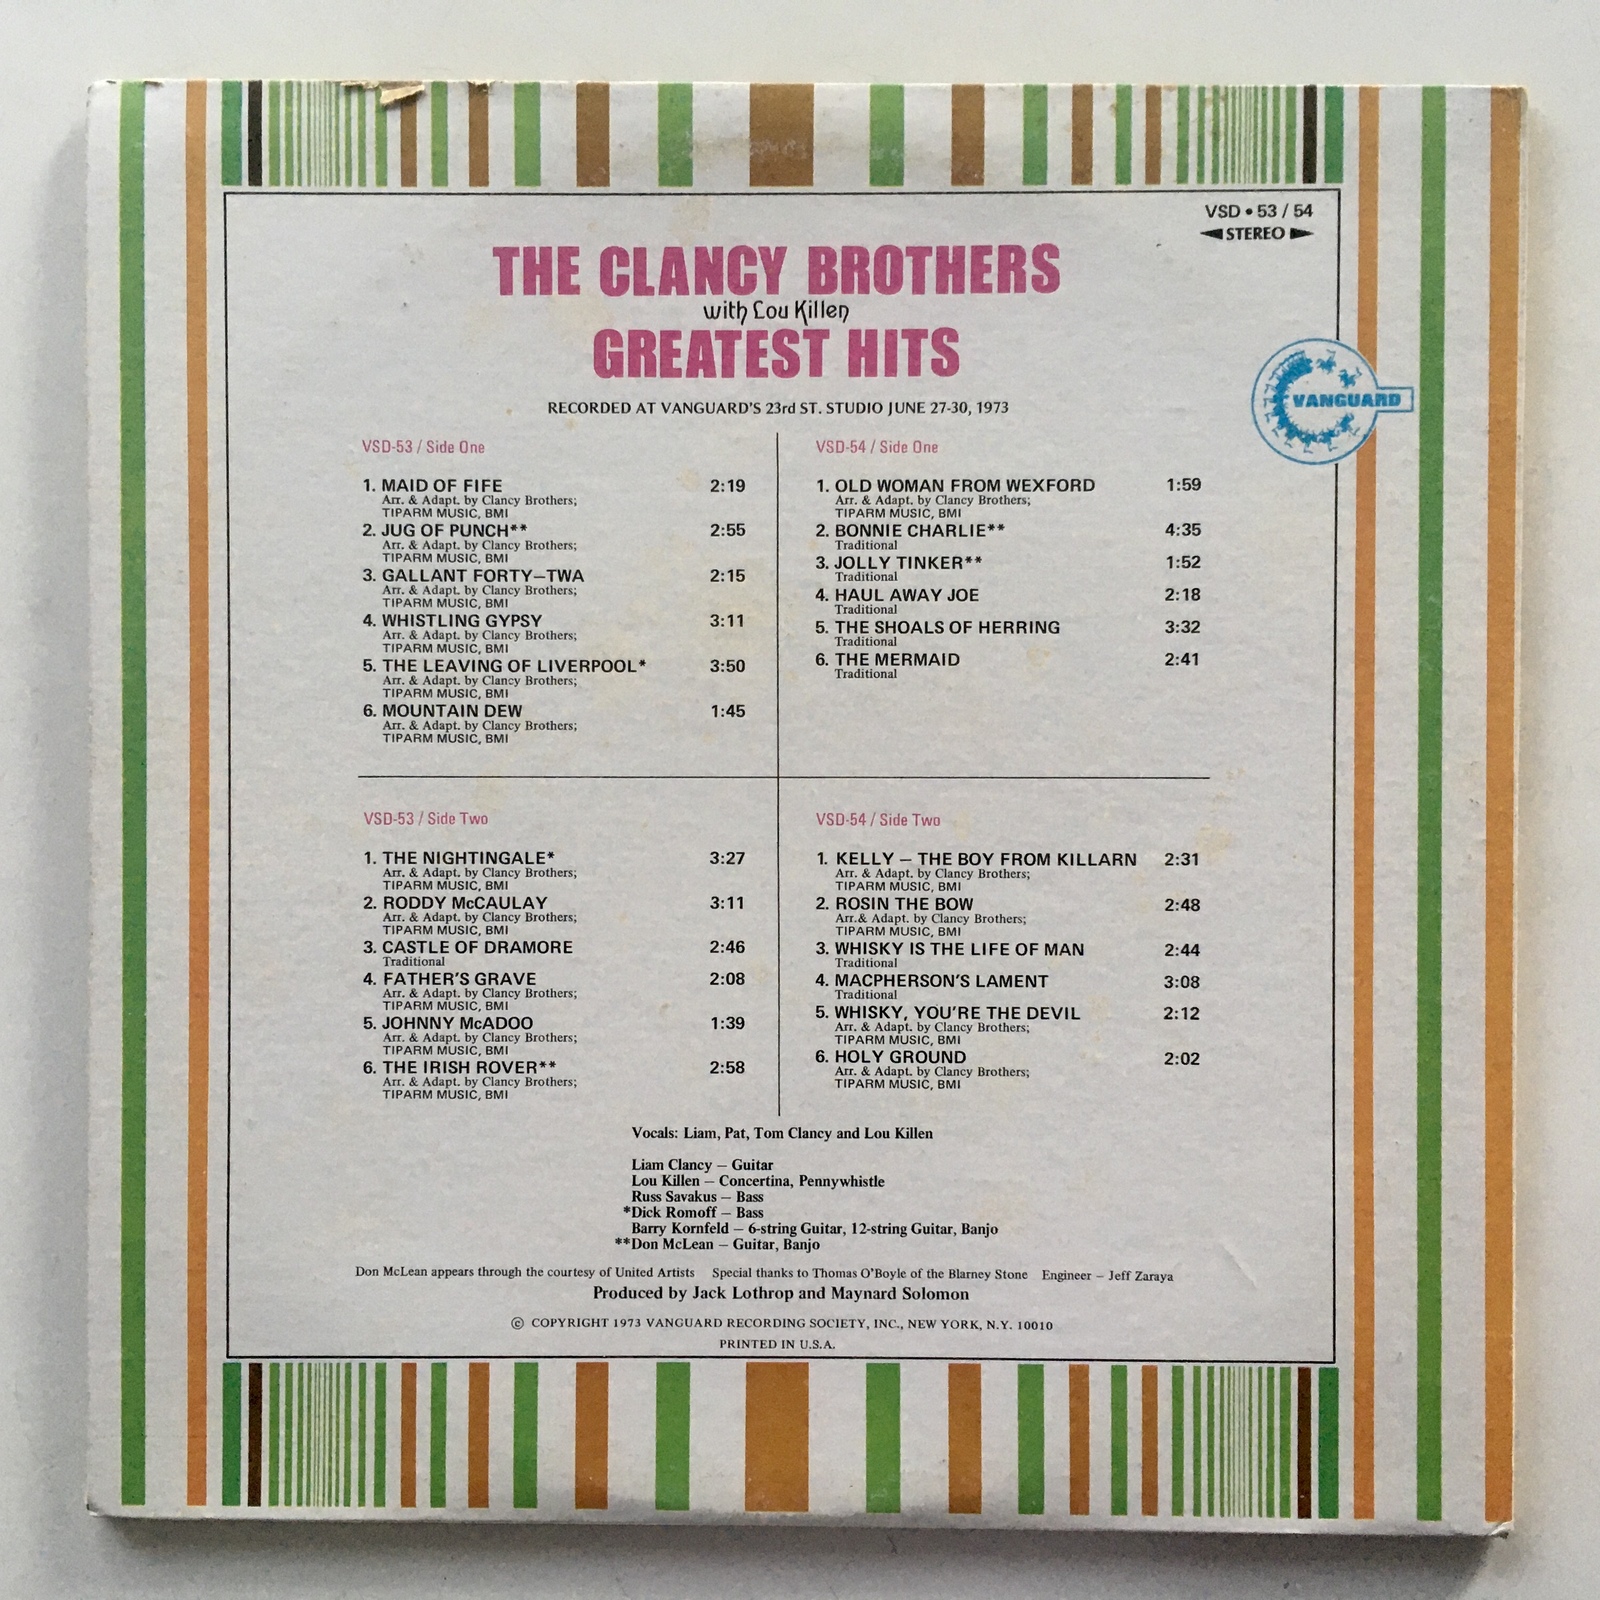 VSD • 53 / 54
STEREO
THE CLANCY BROTHERS
with Lou Killen
GREATEST HITS
VANGUARD
RECORDED AT VANGUARD'S 23rd ST. STUDIO JUNE 27-30, 1973
VSD-53 / Side One
1. MAID OF FIFE 2:19
Arr. & Adapt. by Clancy Brothers;
TIPARM MUSIC, BMI
2. JUG OF PUNCH** 2:55
Arr. & Adapt. by Clancy Brothers;
TIPARM MUSIC, BMI
3. GALLANT FORTY–TWA 2:15
Arr. & Adapt. by Clancy Brothers;
TIPARM MUSIC, BMI
4. WHISTLING GYPSY 3:11
Arr. & Adapt. by Clancy Brothers;
TIPARM MUSIC, BMI
5. THE LEAVING OF LIVERPOOL* 3:50
Arr. & Adapt. by Clancy Brothers;
TIPARM MUSIC, BMI
6. MOUNTAIN DEW 1:45
Arr. & Adapt. by Clancy Brothers;
TIPARM MUSIC, BMI
VSD-54 / Side One
1. OLD WOMAN FROM WEXFORD 1:59
Arr. & Adapt. by Clancy Brothers;
TIPARM MUSIC, BMI
2. BONNIE CHARLIE** 4:35
Traditional
3. JOLLY TINKER** 1:52
Traditional
4. HAUL AWAY JOE 2:18
Traditional
5. THE SHOALS OF HERRING 3:32
Traditional
6. THE MERMAID 2:41
Traditional
VSD-53 / Side Two
1. THE NIGHTINGALE* 3:27
Arr. & Adapt. by Clancy Brothers;
TIPARM MUSIC, BMI
2. RODDY McCAULAY 3:11
Arr. & Adapt. by Clancy Brothers;
TIPARM MUSIC, BMI
3. CASTLE OF DRAMORE 2:46
Traditional
4. FATHER'S GRAVE 2:08
Arr. & Adapt. by Clancy Brothers;
TIPARM MUSIC, BMI
5. JOHNNY McADOO 1:39
Arr. & Adapt. by Clancy Brothers;
TIPARM MUSIC, BMI
6. THE IRISH ROVER** 2:58
Arr. & Adapt. by Clancy Brothers;
TIPARM MUSIC, BMI
VSD-54 / Side Two
1. KELLY – THE BOY FROM KILLARN 2:31
Arr. & Adapt. by Clancy Brothers;
TIPARM MUSIC, BMI
2. ROSIN THE BOW 2:48
Arr.& Adapt. by Clancy Brothers;
TIPARM MUSIC, BMI
3. WHISKY IS THE LIFE OF MAN 2:44
Traditional
4. MACPHERSON'S LAMENT 3:08
Traditional
5. WHISKY, YOU'RE THE DEVIL 2:12
Arr. & Adapt. by Clancy Brothers;
TIPARM MUSIC, BMI
6. HOLY GROUND 2:02
Arr. & Adapt. by Clancy Brothers;
TIPARM MUSIC, BMI
Vocals: Liam, Pat, Tom Clancy and Lou Killen
Liam Clancy – Guitar
Lou Killen – Concertina, Pennywhistle
Russ Savakus – Bass
*Dick Romoff – Bass
Barry Kornfeld – 6-string Guitar, 12-string Guitar, Banjo
**Don McLean – Guitar, Banjo
Don McLean appears through the courtesy of United Artists Special thanks to Thomas O'Boyle of the Blarney Stone Engineer – Jeff Zaraya
Produced by Jack Lothrop and Maynard Solomon
© COPYRIGHT 1973 VANGUARD RECORDING SOCIETY, INC., NEW YORK, N.Y. 10010
PRINTED IN U.S.A.